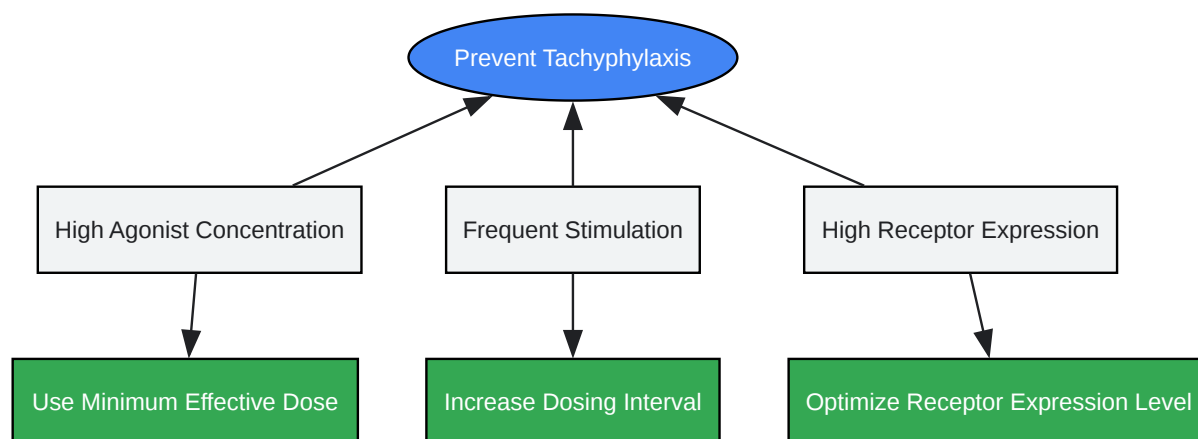 Prevent Tachyphylaxis
High Agonist Concentration
Frequent Stimulation
High Receptor Expression
Use Minimum Effective Dose
Increase Dosing Interval
Optimize Receptor Expression Level